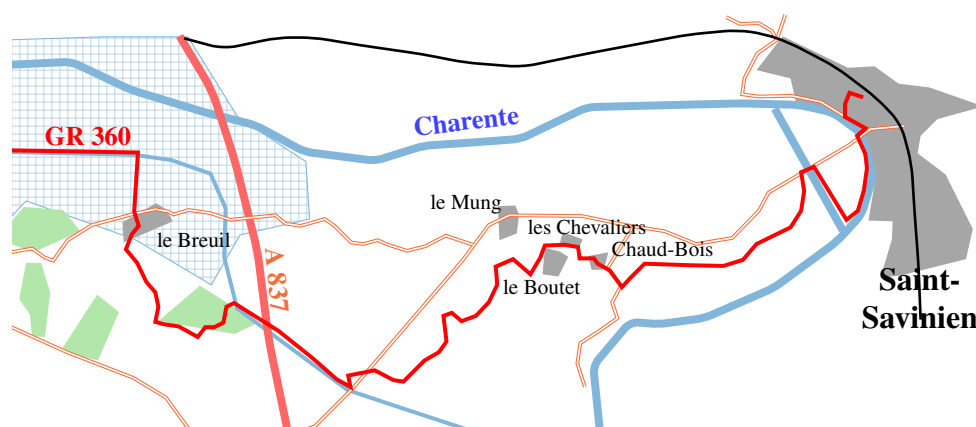 Charente
GR 360
le Mung
les Chevaliers
le Breuil
Chaud-Bois
le Boutet
A 837
Saint-
Savinien